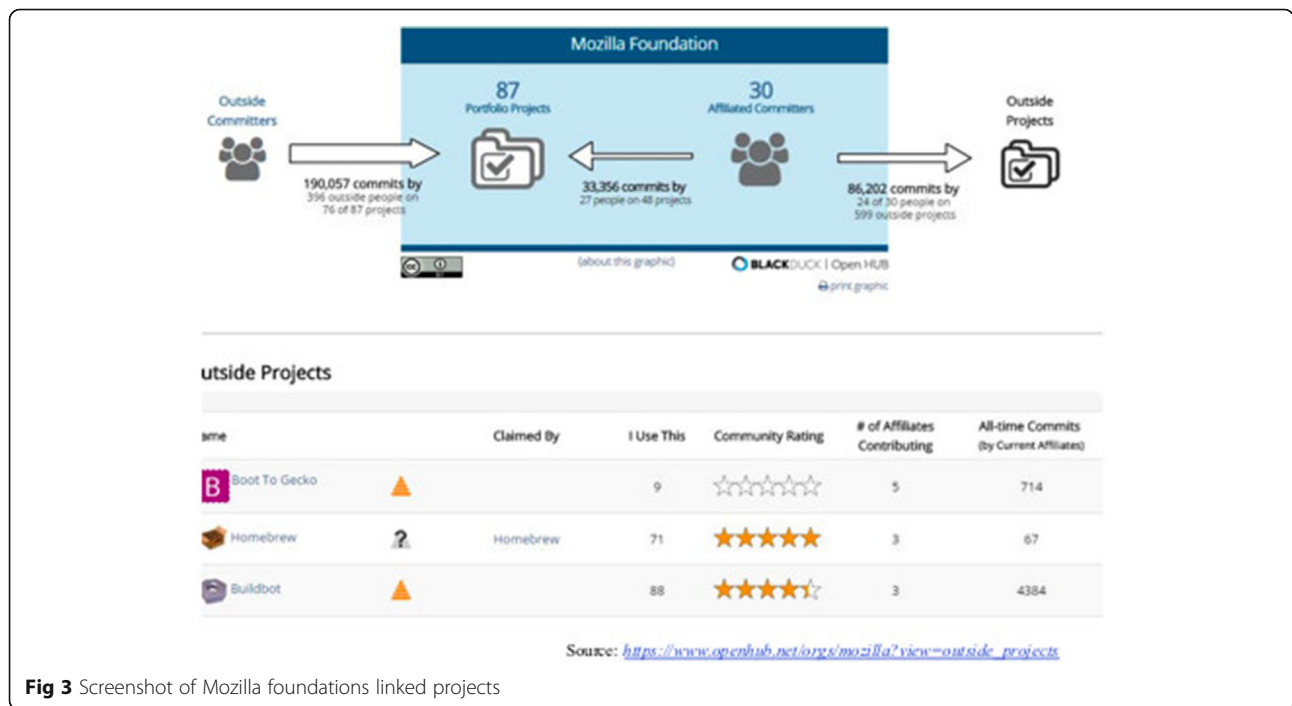 Mozilla Foundation
Outside
Committers
87
Portfolio Projects
30
Affiliated Committers
Outside
Projects
190,057 commits by
396 outside people on
76 of 87 projects
33,356 commits by
27 people on 48 projects
86,202 commits by
24 of 30 people on
599 outside projects
cc
BY
(about this graphic)
BLACKDUCK | Open HUB
print graphic
utside Projects
ame Claimed By I Use This Community Rating # of Affiliates Contributing All-time Commits (by Current Affiliates)
B Boot To Gecko 9 5 714
Homebrew ? Homebrew 71 3 67
Buildbot 88 3 4384
Source: https://www.openhub.net/orgs/mozilla?view=outside_projects
Fig 3 Screenshot of Mozilla foundations linked projects